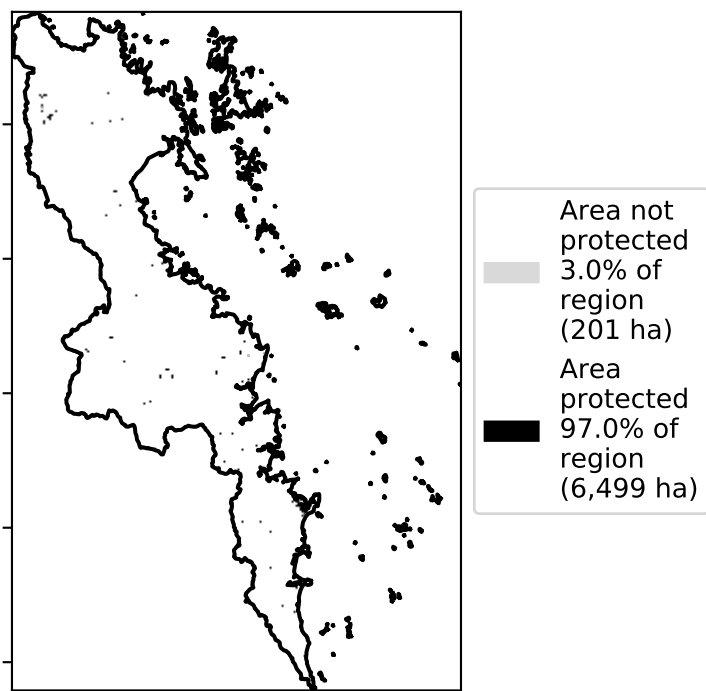 Area not
protected
3.0% of
region
(201 ha)
Area
protected
97.0% of
region
(6,499 ha)